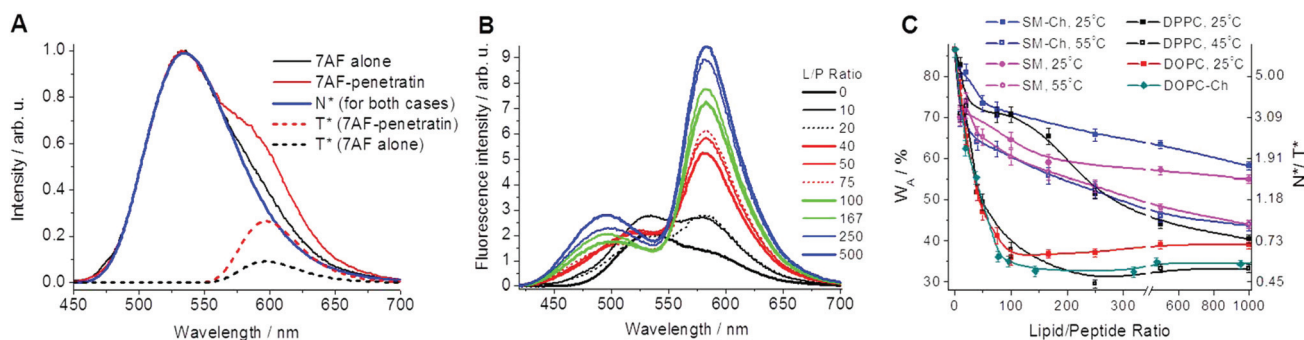 A
Intensity / arb. u.
1.0
0.8
0.6
0.4
0.2
0.0
7AF alone
7AF-penetratin
N* (for both cases)
T* (7AF-penetratin)
T* (7AF alone)
450 500 550 600 650 700
Wavelength / nm
B
Fluorescence intensity / arb. u.
9
8
7
6
5
4
3
2
1
0
L/P Ratio
0
10
20
40
50
75
100
167
250
500
450 500 550 600 650 700
Wavelength / nm
C
SM-Ch, 25°C DPPC, 25°C
SM-Ch, 55°C DPPC, 45°C
SM, 25°C DOPC, 25°C
SM, 55°C DOPC-Ch
W_A / %
80
70
60
50
40
30
5.00
3.09
1.91
1.18
0.73
0.45
N*/ T*
0 100 200 300 1000
Lipid/Peptide Ratio